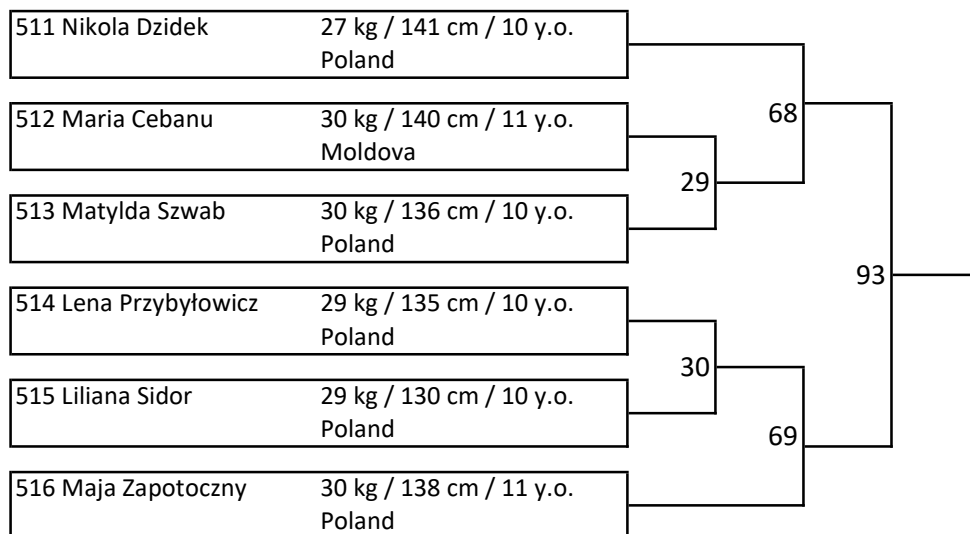 511 Nikola Dzidek 27 kg / 141 cm / 10 y.o.
Poland
512 Maria Cebanu 30 kg / 140 cm / 11 y.o.
Moldova
68
29
513 Matylda Szwab 30 kg / 136 cm / 10 y.o.
Poland
93
514 Lena Przybyłowicz 29 kg / 135 cm / 10 y.o.
Poland
30
515 Liliana Sidor 29 kg / 130 cm / 10 y.o.
Poland
69
516 Maja Zapotoczny 30 kg / 138 cm / 11 y.o.
Poland